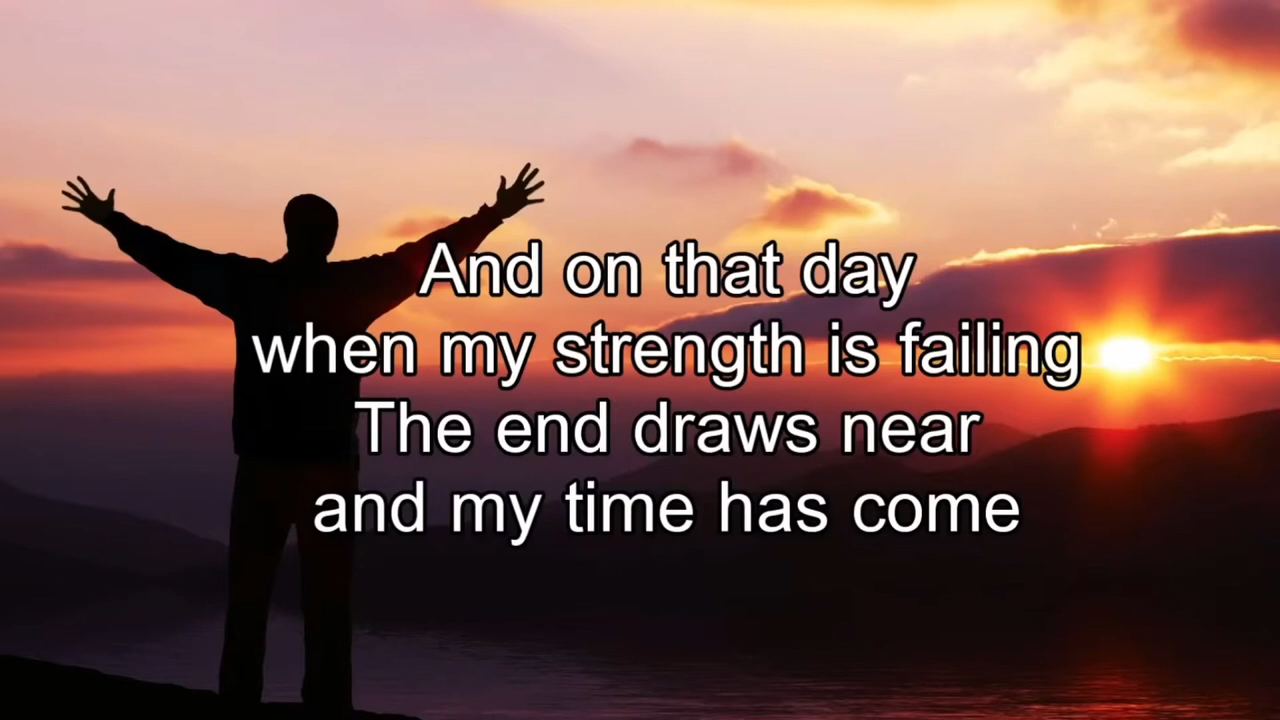 And on that day
when my strength is failing
The end draws near
and my time has come